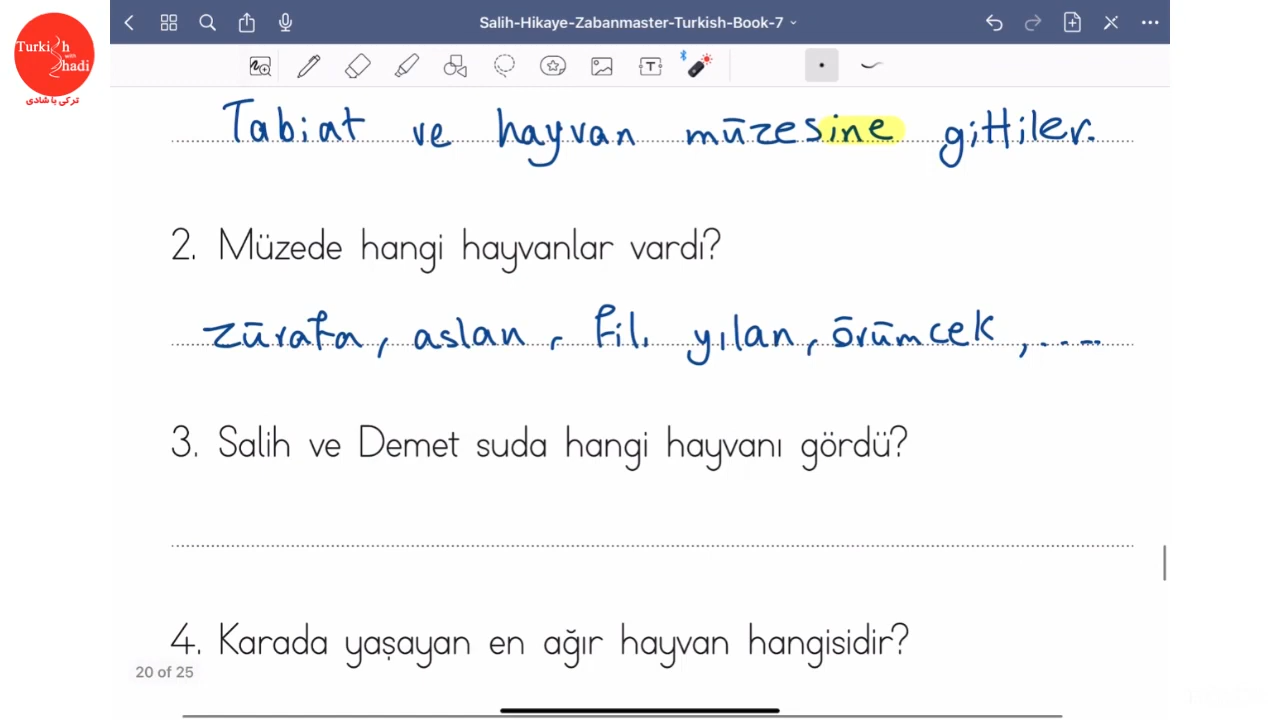 Salih-Hikaye-Zabanmaster-Turkish-Book-7
Turkish with Shadi
ترکی با شادی
Tabiat ve hayvan müzesine gittiler.
2. Müzede hangi hayvanlar vardı?
zürafa, aslan, fil, yılan, örümcek, .....
3. Salih ve Demet suda hangi hayvanı gördü?
4. Karada yaşayan en ağır hayvan hangisidir?
20 of 25